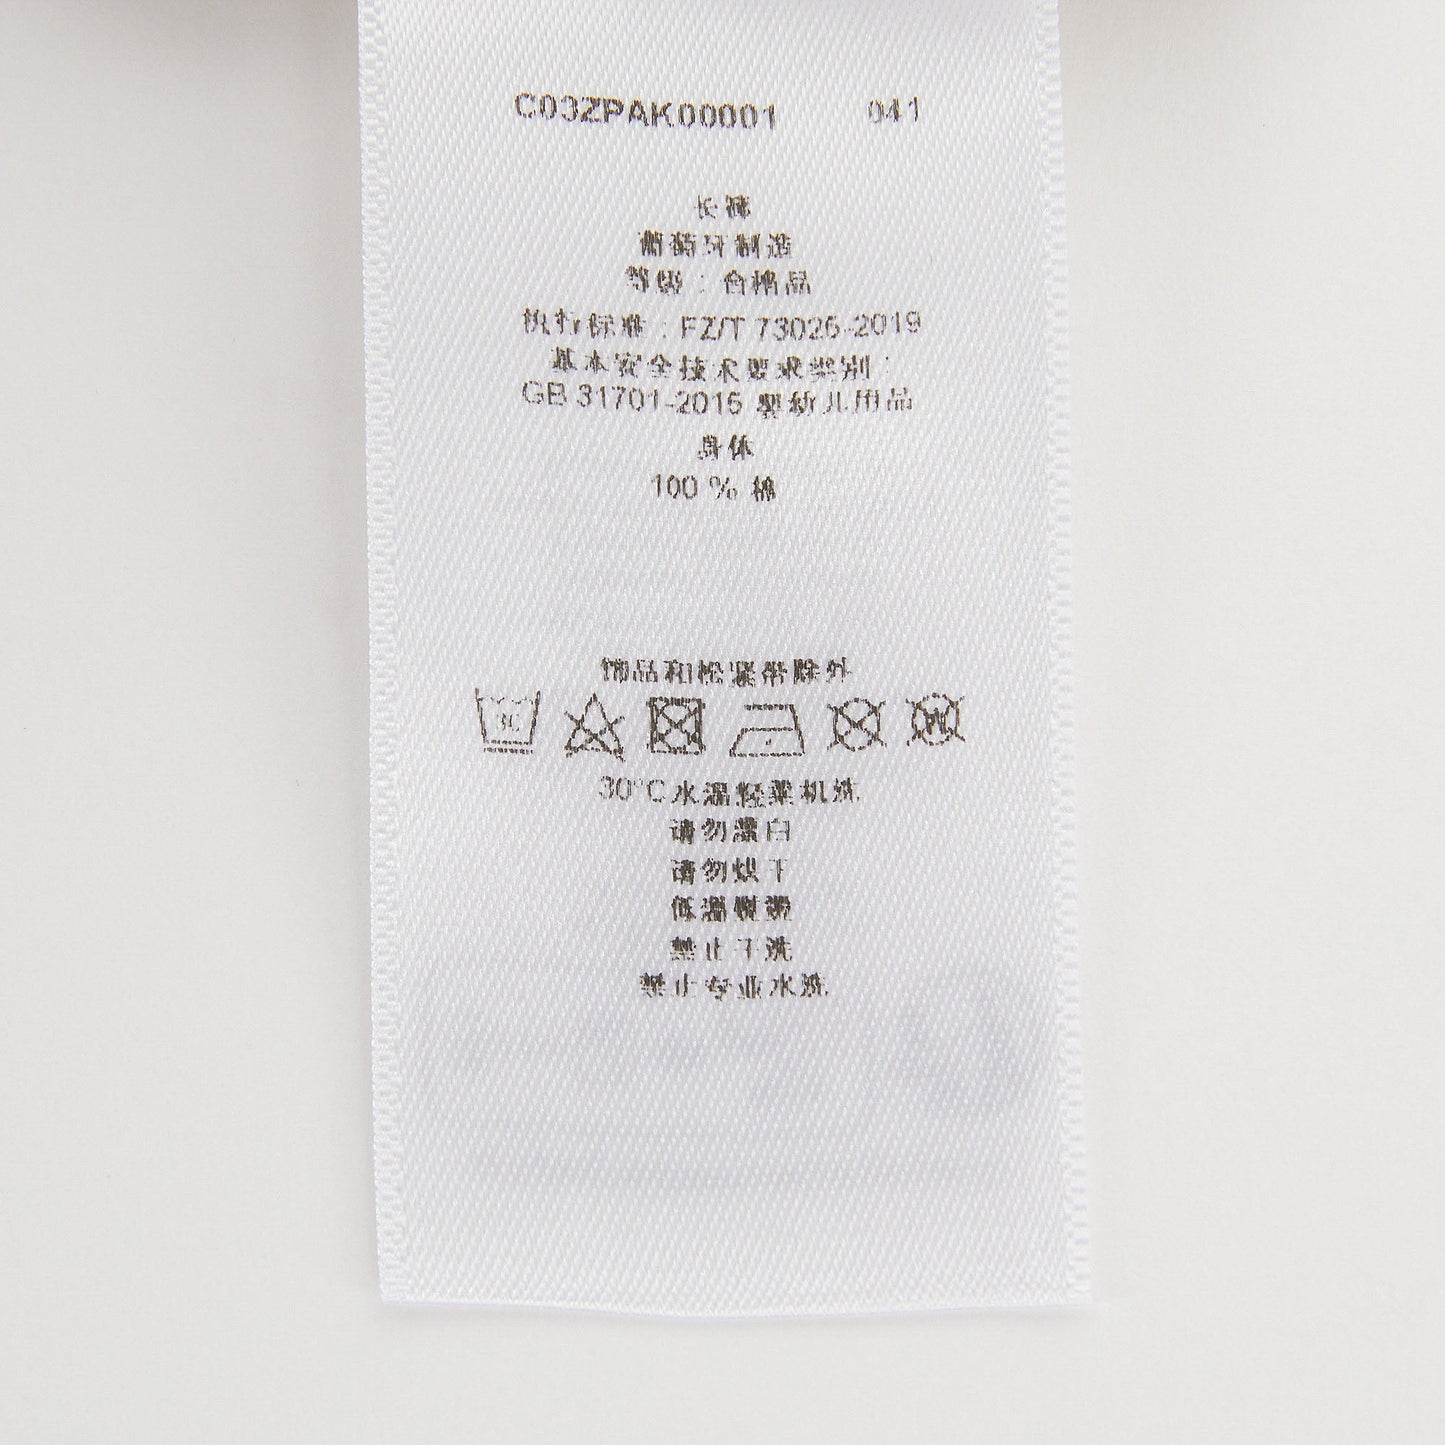 C03ZPAK00001 041
长裤
葡萄牙制造
等级：合格品
执行标准：FZ/T 73025-2019
基本安全技术要求类别：
GB 31701-2015 婴幼儿用品
身体
100 % 棉
饰品和松紧带除外
30
W
30°C水温轻柔机洗
请勿漂白
请勿烘干
低温熨烫
禁止干洗
禁止专业水洗